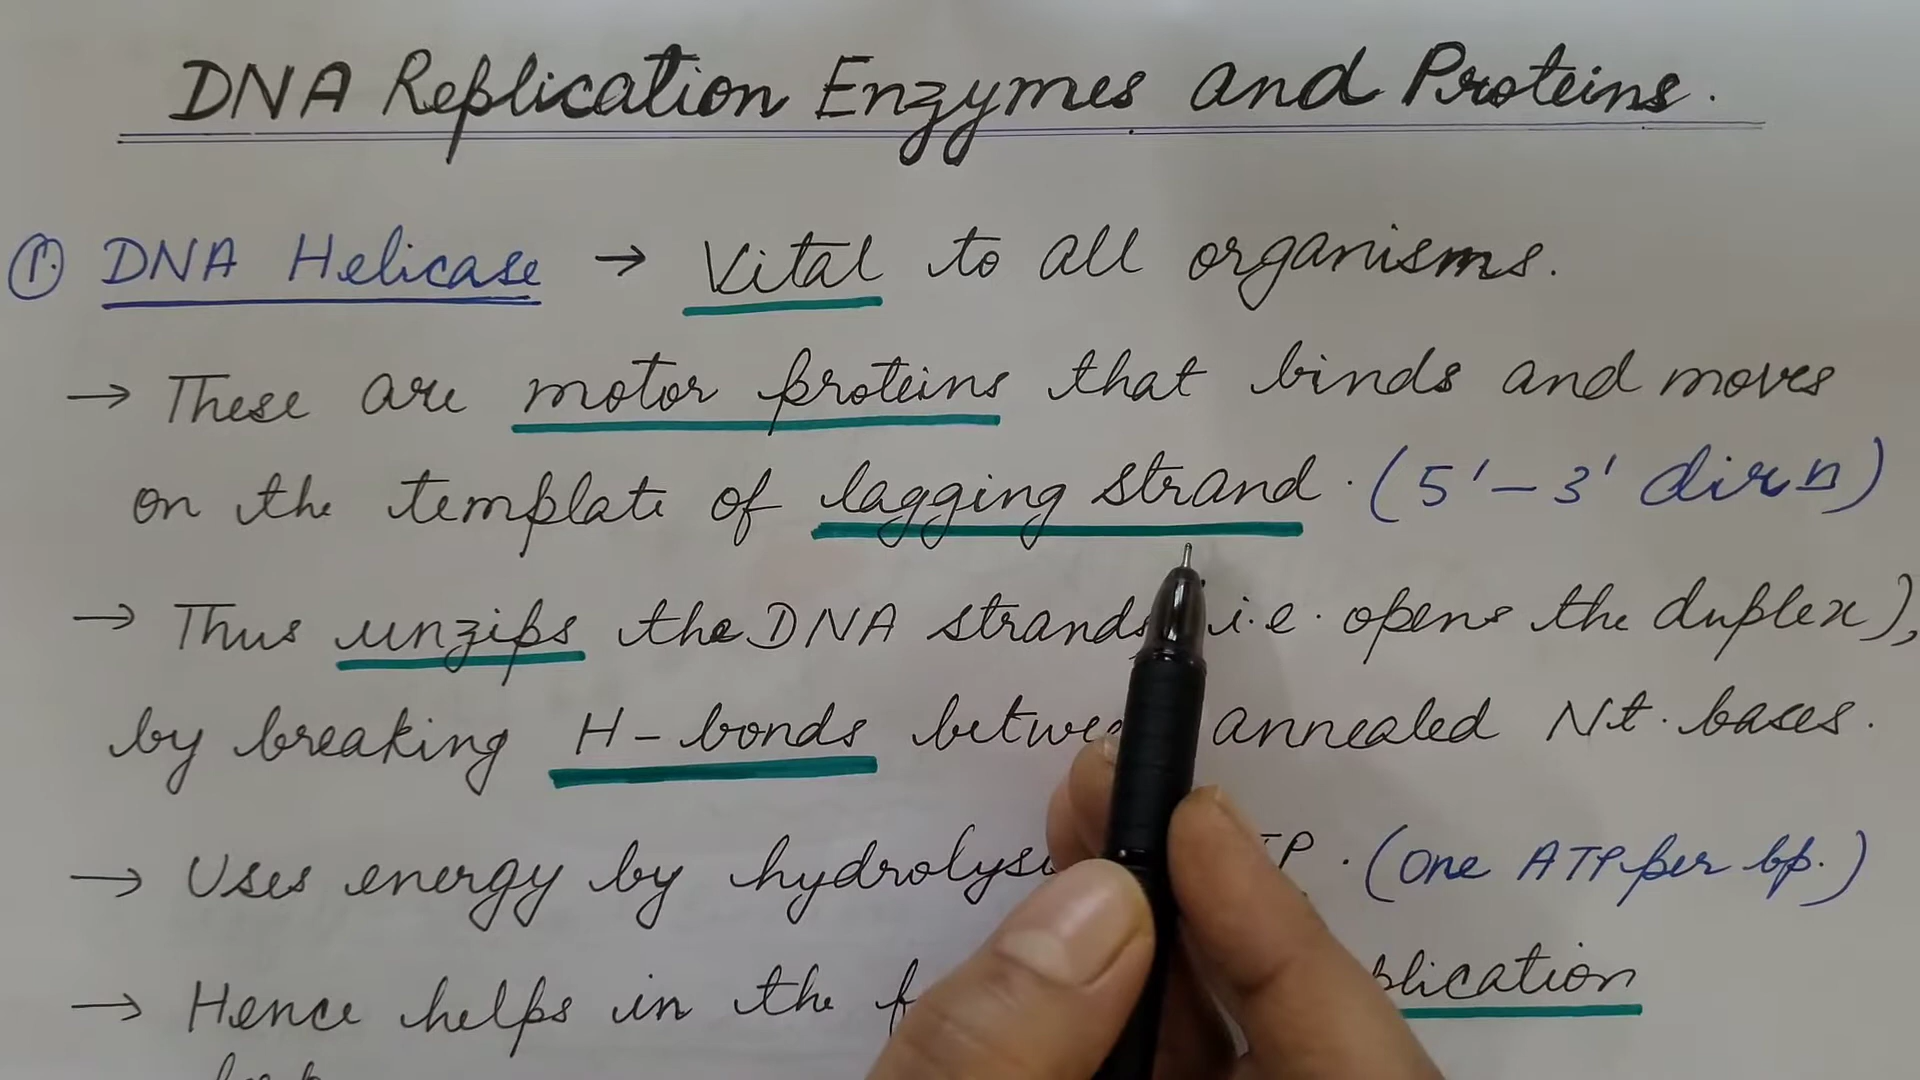 DNA Replication Enzymes and Proteins.
① DNA Helicase → Vital to all organisms.
→ These are motor proteins that binds and moves
on the template of lagging strand. (5'-3' dirn)
→ Thus unzips the DNA strands i.e. opens the duplex),
by breaking H-bonds between annealed Nt. bases.
→ Uses energy by hydrolysi (One ATP per bp.)
→ Hence helps in the